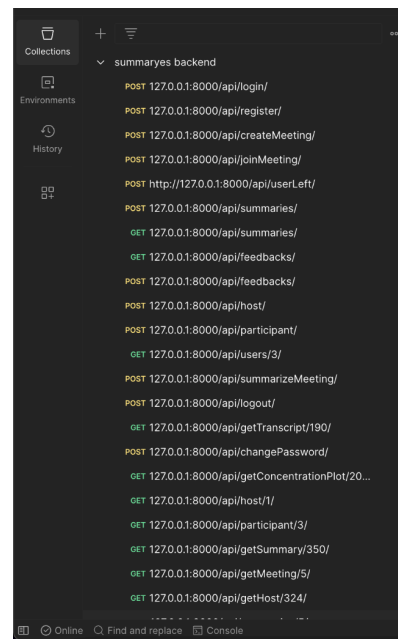 Collections
Environments
History
summaryes backend
POST 127.0.0.1:8000/api/login/
POST 127.0.0.1:8000/api/register/
POST 127.0.0.1:8000/api/createMeeting/
POST 127.0.0.1:8000/api/joinMeeting/
POST http://127.0.0.1:8000/api/userLeft/
POST 127.0.0.1:8000/api/summaries/
GET 127.0.0.1:8000/api/summaries/
GET 127.0.0.1:8000/api/feedbacks/
POST 127.0.0.1:8000/api/feedbacks/
POST 127.0.0.1:8000/api/host/
POST 127.0.0.1:8000/api/participant/
GET 127.0.0.1:8000/api/users/3/
POST 127.0.0.1:8000/api/summarizeMeeting/
POST 127.0.0.1:8000/api/logout/
GET 127.0.0.1:8000/api/getTranscript/190/
POST 127.0.0.1:8000/api/changePassword/
GET 127.0.0.1:8000/api/getConcentrationPlot/20...
GET 127.0.0.1:8000/api/host/1/
GET 127.0.0.1:8000/api/participant/3/
GET 127.0.0.1:8000/api/getSummary/350/
GET 127.0.0.1:8000/api/getMeeting/5/
GET 127.0.0.1:8000/api/getHost/324/
Online Find and replace Console